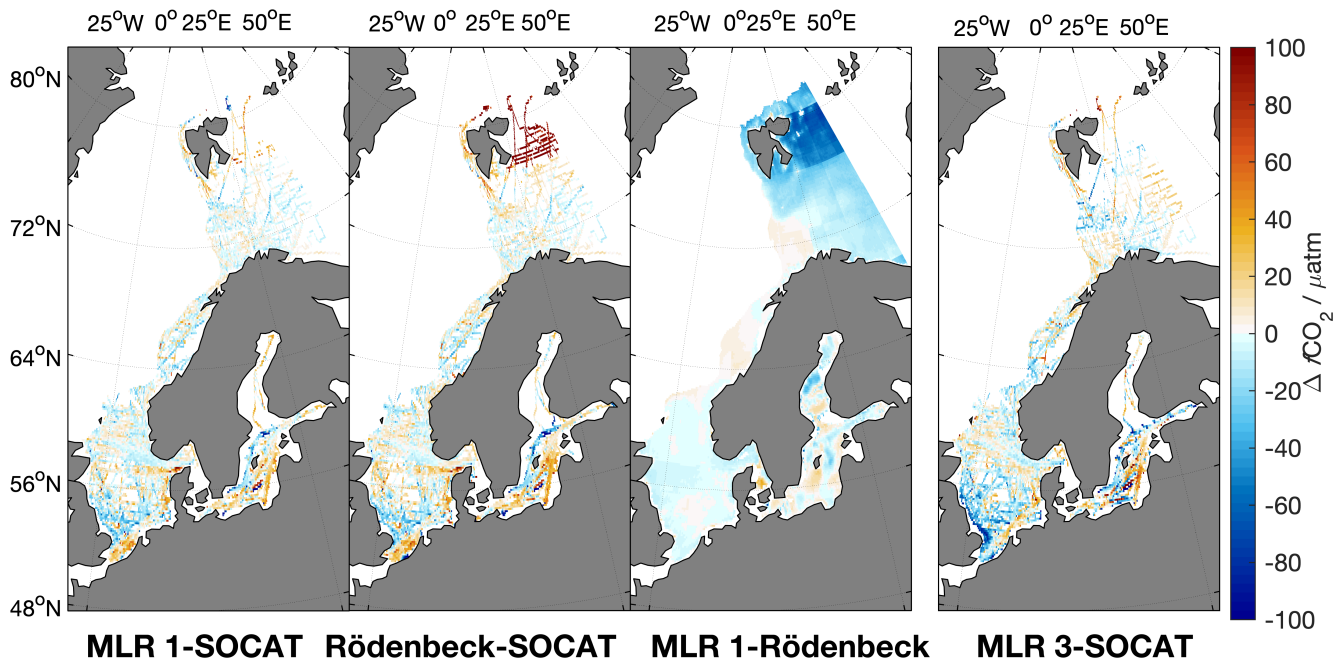 25°W 0° 25°E 50°E
25°W 0° 25°E 50°E
25°W 0° 25°E 50°E
25°W 0° 25°E 50°E
80°N
72°N
64°N
56°N
48°N
100
80
60
40
20
0
-20
-40
-60
-80
-100
Δ fCO₂ / μatm
MLR 1-SOCAT
Rödenbeck-SOCAT
MLR 1-Rödenbeck
MLR 3-SOCAT